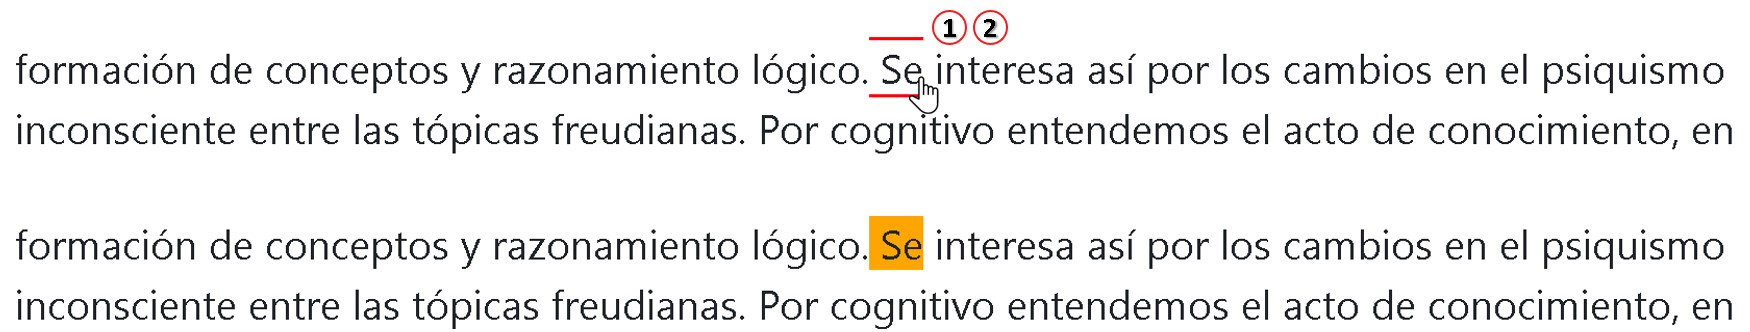 ① ②
formación de conceptos y razonamiento lógico. Se interesa así por los cambios en el psiquismo
inconsciente entre las tópicas freudianas. Por cognitivo entendemos el acto de conocimiento, en
formación de conceptos y razonamiento lógico. Se interesa así por los cambios en el psiquismo
inconsciente entre las tópicas freudianas. Por cognitivo entendemos el acto de conocimiento, en